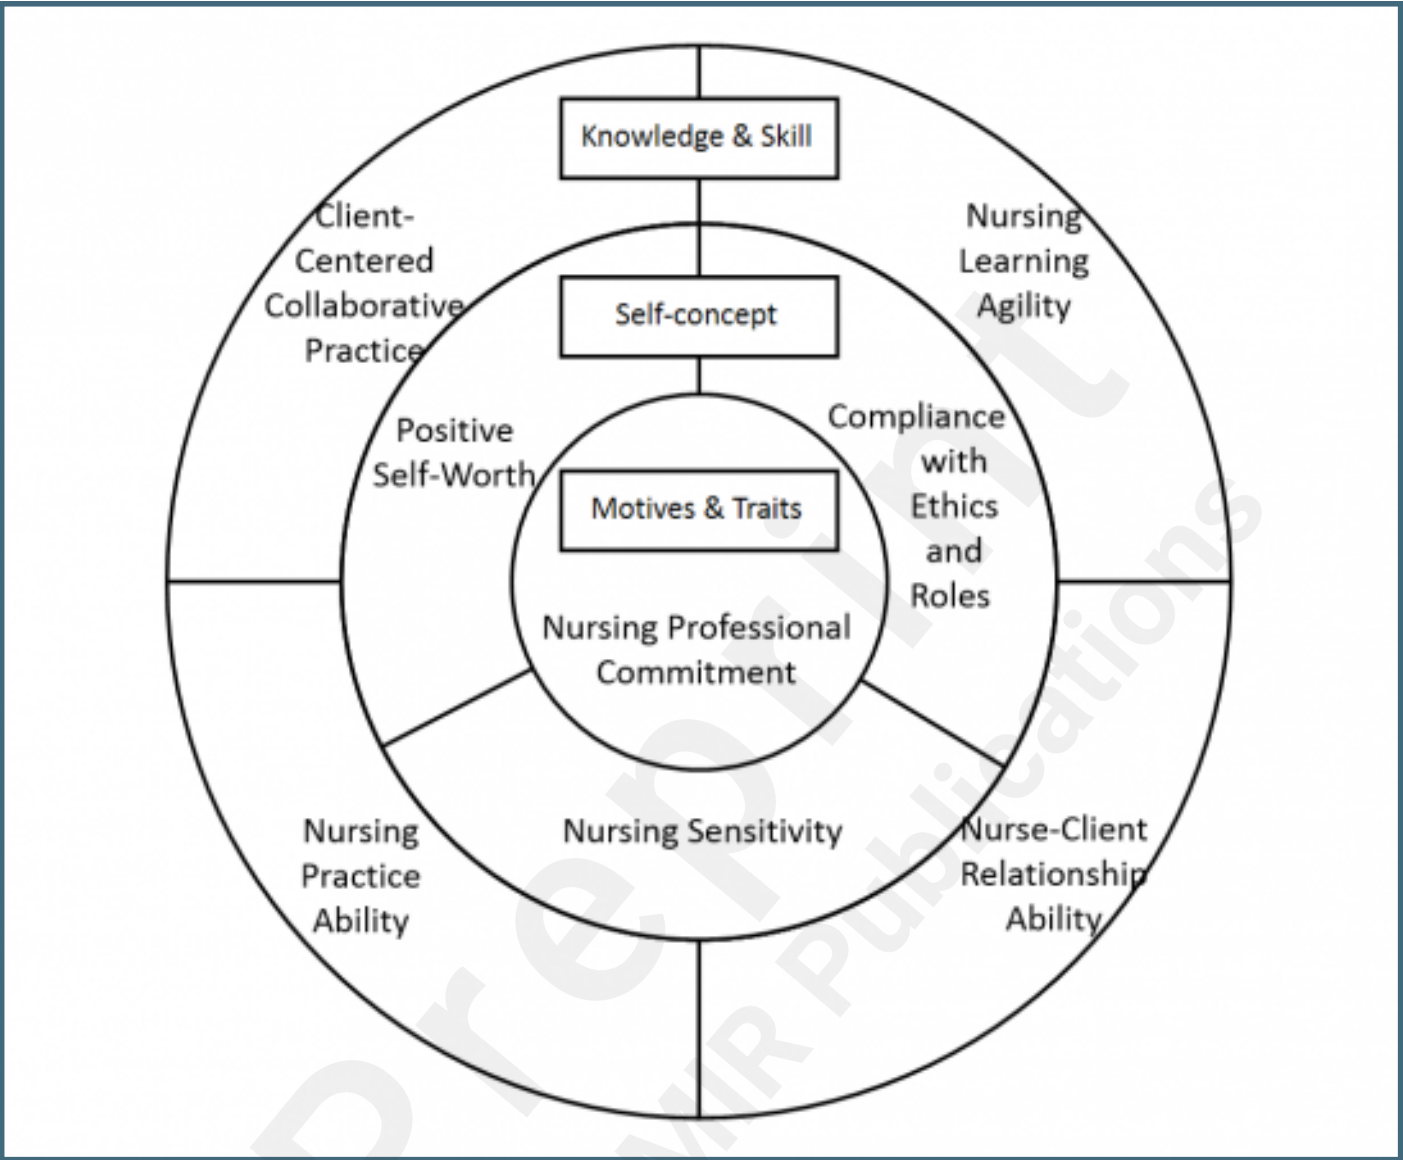 Knowledge & Skill
Client-
Centered
Collaborative
Practice
Nursing
Learning
Agility
Self-concept
Positive
Self-Worth
Compliance
with
Ethics
and
Roles
Motives & Traits
Nursing Professional
Commitment
Nursing
Practice
Ability
Nursing Sensitivity
Nurse-Client
Relationship
Ability
Preprint
JMIR Publications